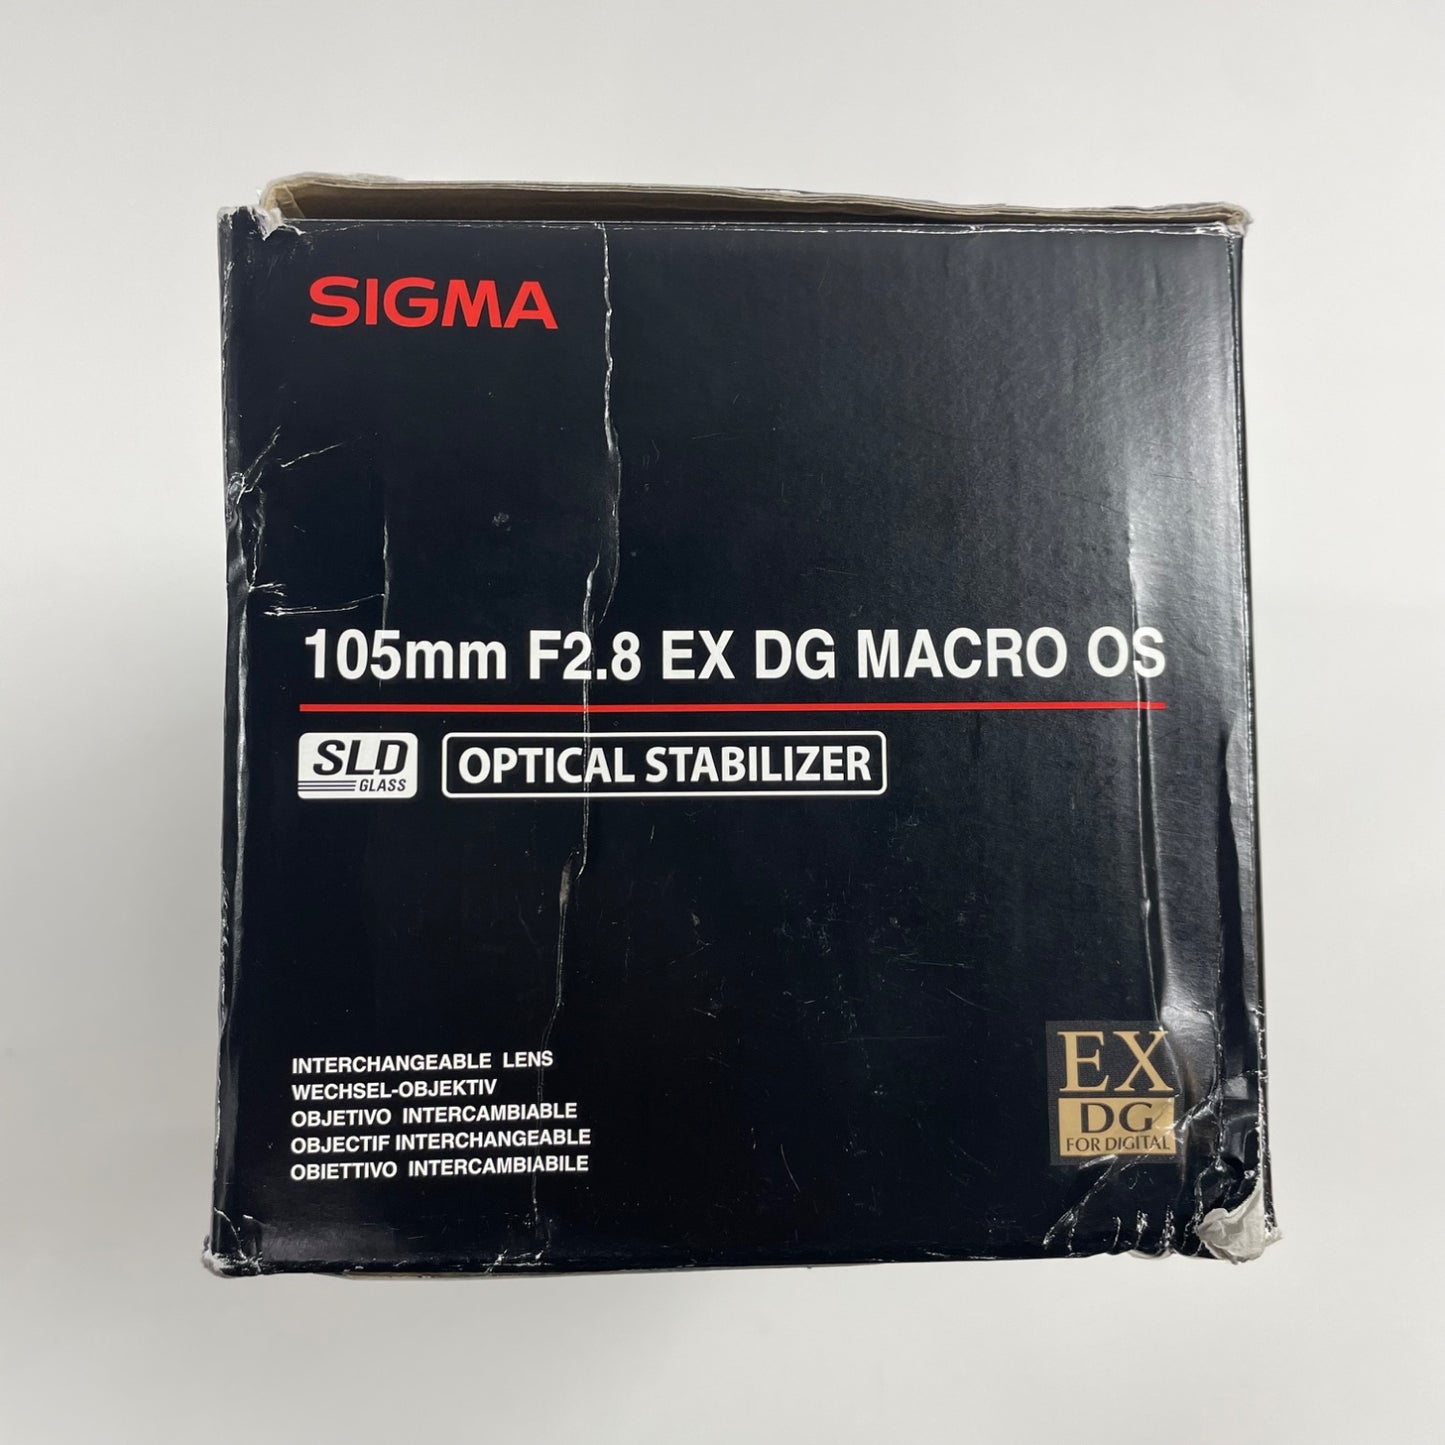 SIGMA
105mm F2.8 EX DG MACRO OS
SLD GLASS
OPTICAL STABILIZER
INTERCHANGEABLE LENS
WECHSEL-OBJEKTIV
OBJETIVO INTERCAMBIABLE
OBJECTIF INTERCHANGEABLE
OBIETTIVO INTERCAMBIABILE
EX
DG
FOR DIGITAL